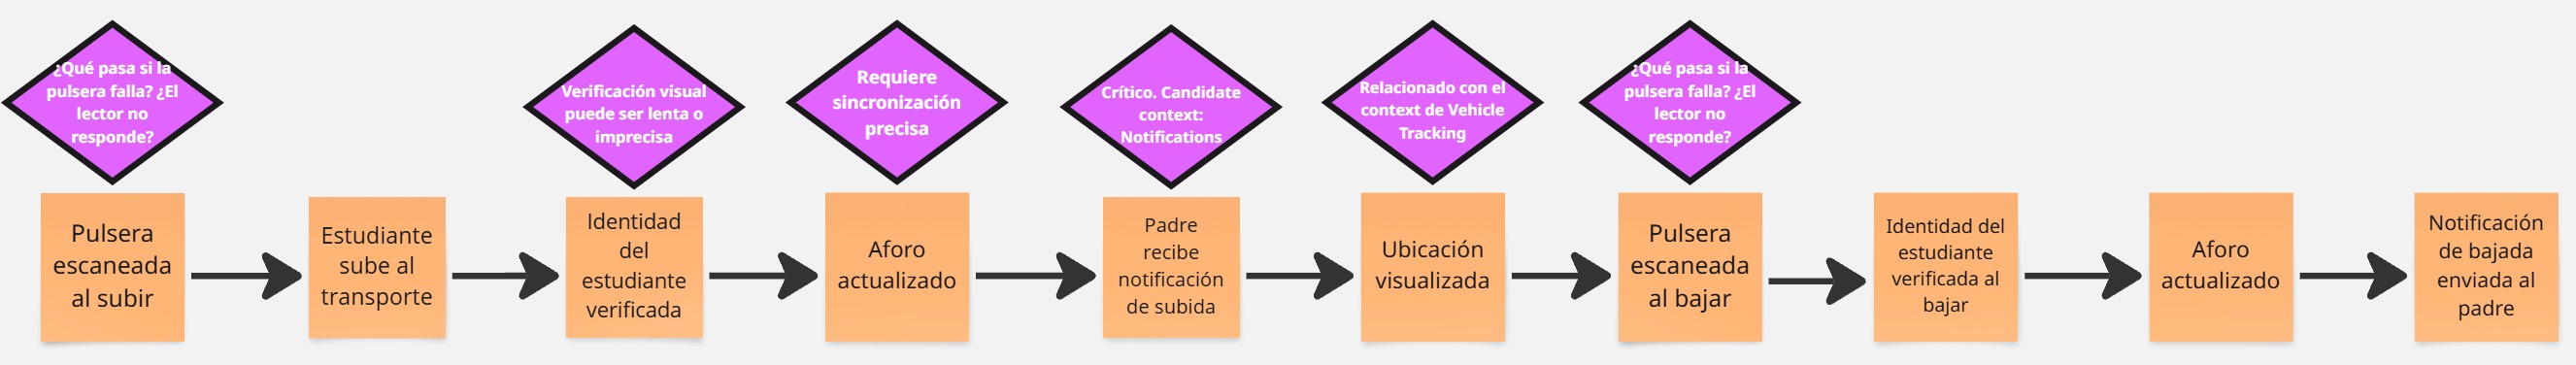 ¿Qué pasa si la
pulsera falla? ¿El
lector no
responde?
Verificación visual
puede ser lenta o
imprecisa
Requiere
sincronización
precisa
Crítico. Candidate
context:
Notifications
Relacionado con el
context de Vehicle
Tracking
¿Qué pasa si la
pulsera falla? ¿El
lector no
responde?
Pulsera
escaneada
al subir
Estudiante
sube al
transporte
Identidad
del
estudiante
verificada
Aforo
actualizado
Padre
recibe
notificación
de subida
Ubicación
visualizada
Pulsera
escaneada
al bajar
Identidad del
estudiante
verificada al
bajar
Aforo
actualizado
Notificación
de bajada
enviada al
padre